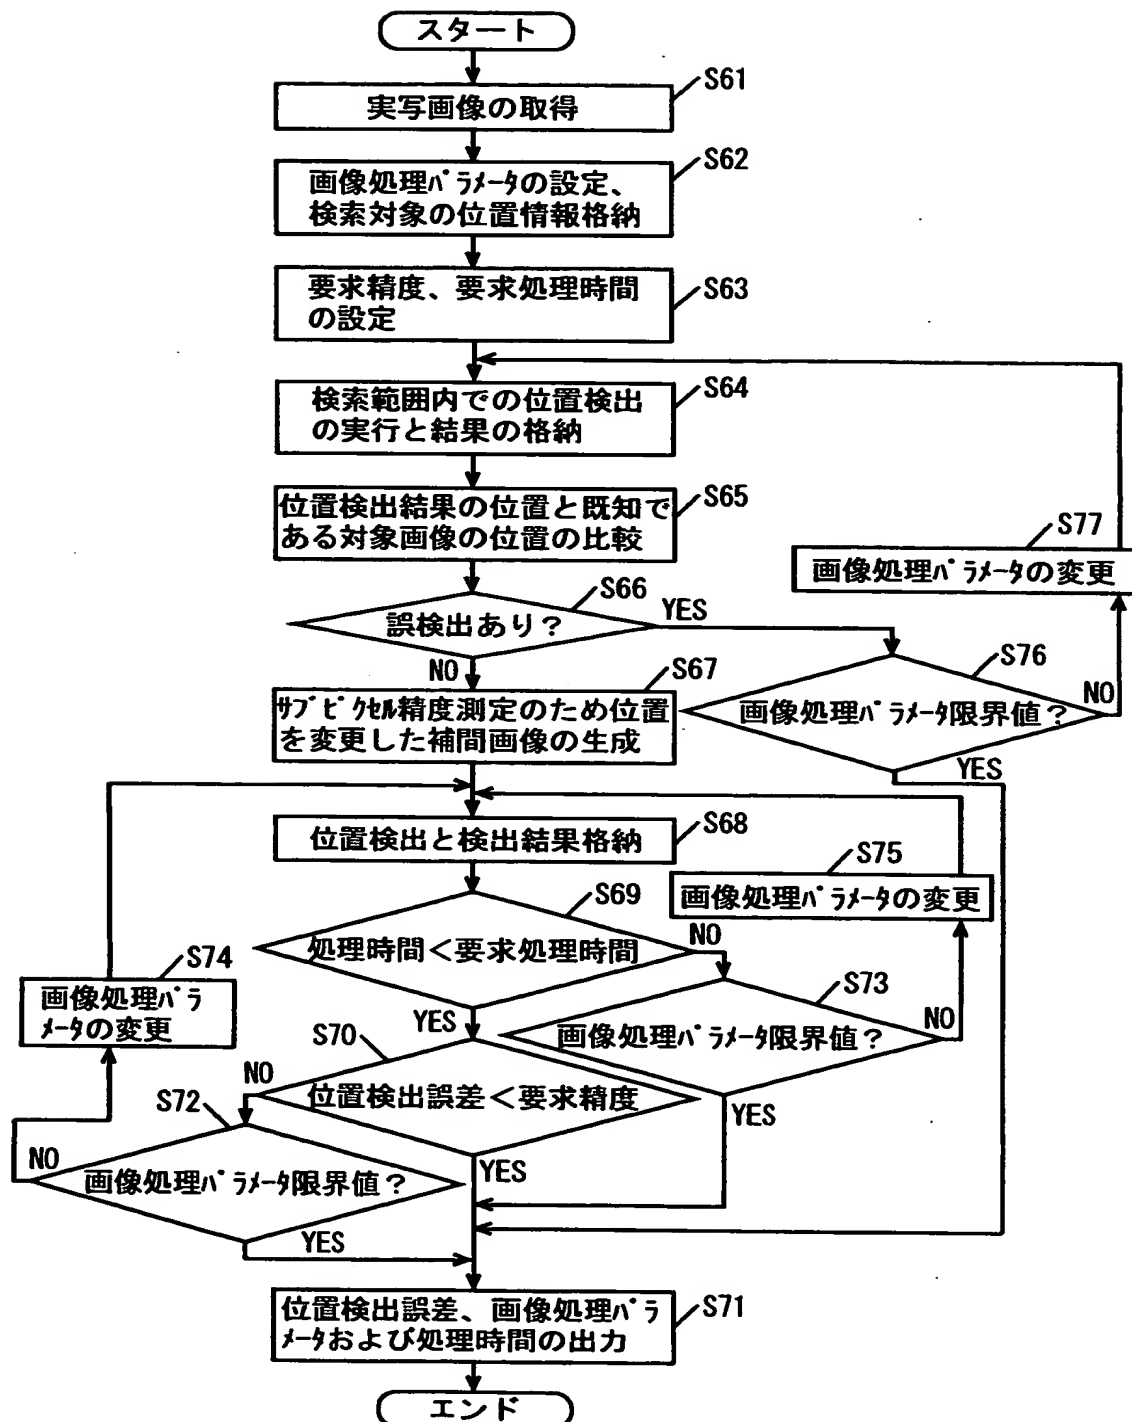 スタート
S61
実写画像の取得
S62
画像処理ﾊﾟﾗﾒｰﾀの設定、
検索対象の位置情報格納
要求精度、要求処理時間
の設定
S63
検索範囲内での位置検出
の実行と結果の格納
S64
位置検出結果の位置と既知で
ある対象画像の位置の比較
S65
S77
画像処理ﾊﾟﾗﾒｰﾀの変更
S66
誤検出あり？
YES
NO
S67
ｻﾌﾞﾋﾟｸｾﾙ精度測定のため位置
を変更した補間画像の生成
S76
画像処理ﾊﾟﾗﾒｰﾀ限界値？
NO
YES
位置検出と検出結果格納
S68
S75
画像処理ﾊﾟﾗﾒｰﾀの変更
S69
処理時間＜要求処理時間
NO
YES
S74
画像処理ﾊﾟﾗ
ﾒｰﾀの変更
S73
画像処理ﾊﾟﾗﾒｰﾀ限界値？
NO
YES
S70
位置検出誤差＜要求精度
NO
YES
S72
画像処理ﾊﾟﾗﾒｰﾀ限界値？
NO
YES
位置検出誤差、画像処理ﾊﾟﾗ
ﾒｰﾀおよび処理時間の出力
S71
エンド